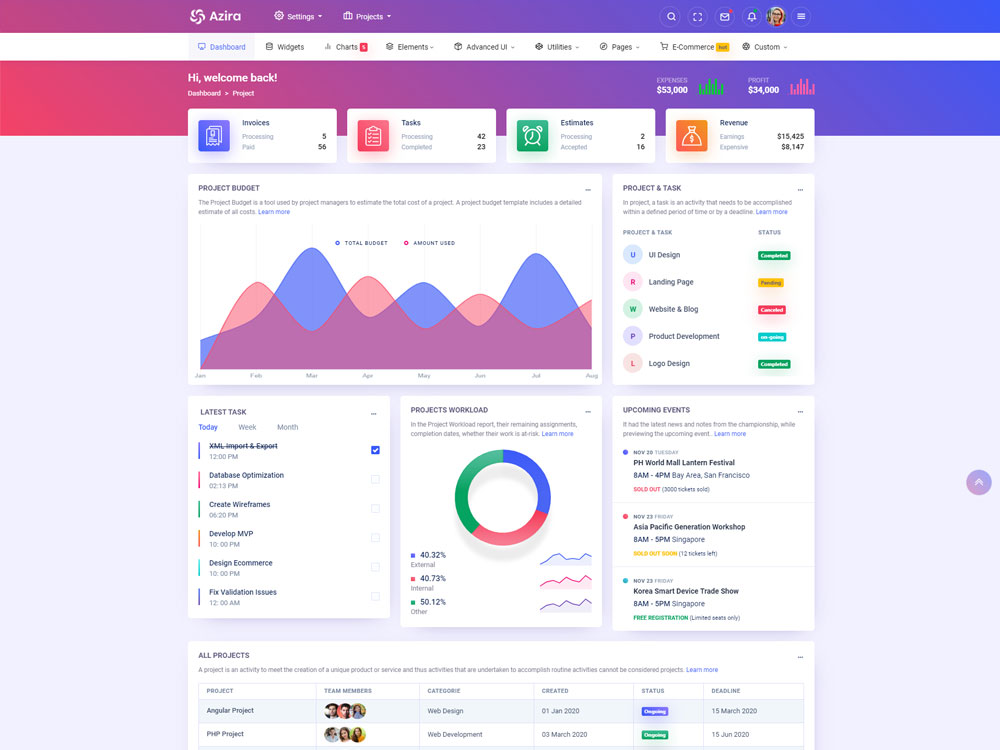 Azira
Settings
Projects
Dashboard
Widgets
Charts 5
Elements
Advanced UI
Utilities
Pages
E-Commerce hot
Custom
Hi, welcome back!
Dashboard > Project
EXPENSES
$53,000
PROFIT
$34,000
Invoices
Processing 5
Paid 56
Tasks
Processing 42
Completed 23
Estimates
Processing 2
Accepted 16
Revenue
Earnings $15,425
Expensive $8,147
PROJECT BUDGET
The Project Budget is a tool used by project managers to estimate the total cost of a project. A project budget template includes a detailed
estimate of all costs. Learn more
TOTAL BUDGET AMOUNT USED
Jan Feb Mar Apr May Jun Jul Aug
PROJECT & TASK
In project, a task is an activity that needs to be accomplished
within a defined period of time or by a deadline. Learn more
PROJECT & TASK STATUS
U UI Design Completed
R Landing Page Pending
W Website & Blog Canceled
P Product Development on-going
L Logo Design Completed
LATEST TASK
Today Week Month
XML Import & Export
12:00 PM
Database Optimization
02:13 PM
Create Wireframes
06:20 PM
Develop MVP
10: 00 PM
Design Ecommerce
10: 00 PM
Fix Validation Issues
12: 00 AM
PROJECTS WORKLOAD
In the Project Workload report, their remaining assignments,
completion dates, whether their work is at-risk. Learn more
40.32%
External
40.73%
Internal
50.12%
Other
UPCOMING EVENTS
It had the latest news and notes from the championship, while
previewing the upcoming event.. Learn more
NOV 20 TUESDAY
PH World Mall Lantern Festival
8AM - 4PM Bay Area, San Francisco
SOLD OUT (3000 tickets sold)
NOV 23 FRIDAY
Asia Pacific Generation Workshop
8AM - 5PM Singapore
SOLD OUT SOON (12 tickets left)
NOV 23 FRIDAY
Korea Smart Device Trade Show
8AM - 5PM Singapore
FREE REGISTRATION (Limited seats only)
ALL PROJECTS
A project is an activity to meet the creation of a unique product or service and thus activities that are undertaken to accomplish routine activities cannot be considered projects. Learn more
PROJECT TEAM MEMBERS CATEGORIE CREATED STATUS DEADLINE
Angular Project Web Design 01 Jan 2020 Ongoing 15 March 2020
PHP Project Web Development 03 March 2020 Ongoing 15 Jun 2020